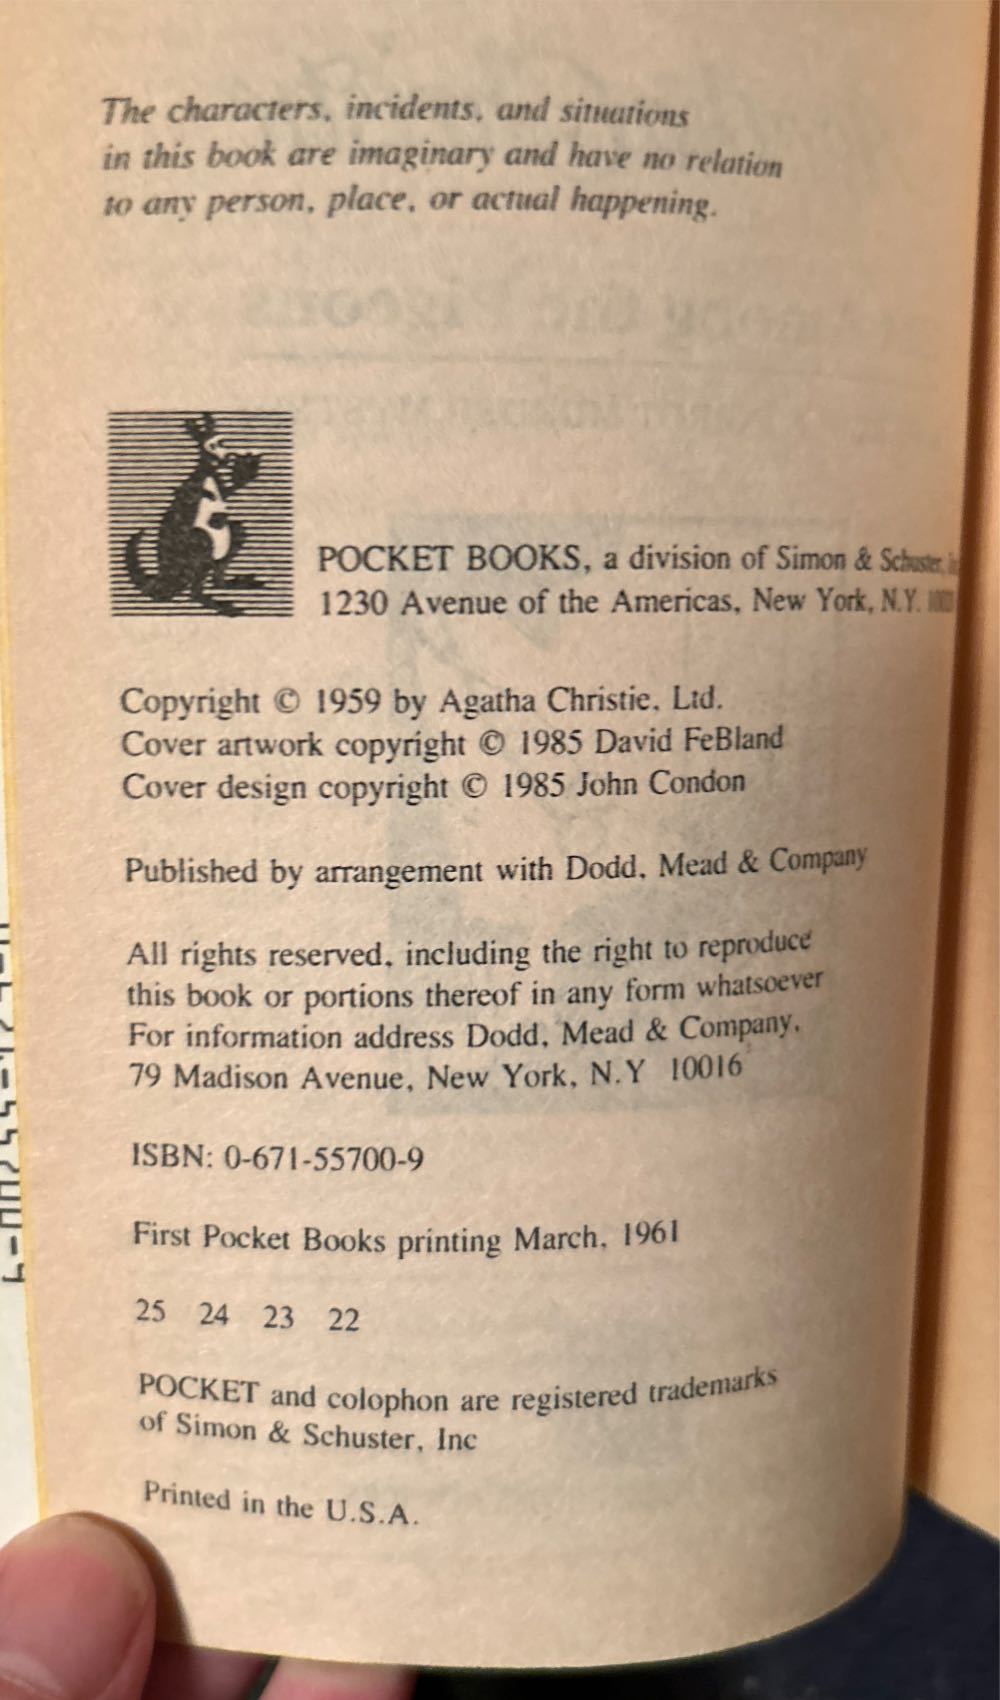 The characters, incidents, and situations
in this book are imaginary and have no relation
to any person, place, or actual happening.
POCKET BOOKS, a division of Simon & Schuster,
1230 Avenue of the Americas, New York, N.Y.
Copyright © 1959 by Agatha Christie, Ltd.
Cover artwork copyright © 1985 David FeBland
Cover design copyright © 1985 John Condon
Published by arrangement with Dodd, Mead & Company
All rights reserved, including the right to reproduce
this book or portions thereof in any form whatsoever
For information address Dodd, Mead & Company,
79 Madison Avenue, New York, N.Y 10016
ISBN: 0-671-55700-9
First Pocket Books printing March, 1961
25 24 23 22
POCKET and colophon are registered trademarks
of Simon & Schuster, Inc
Printed in the U.S.A.